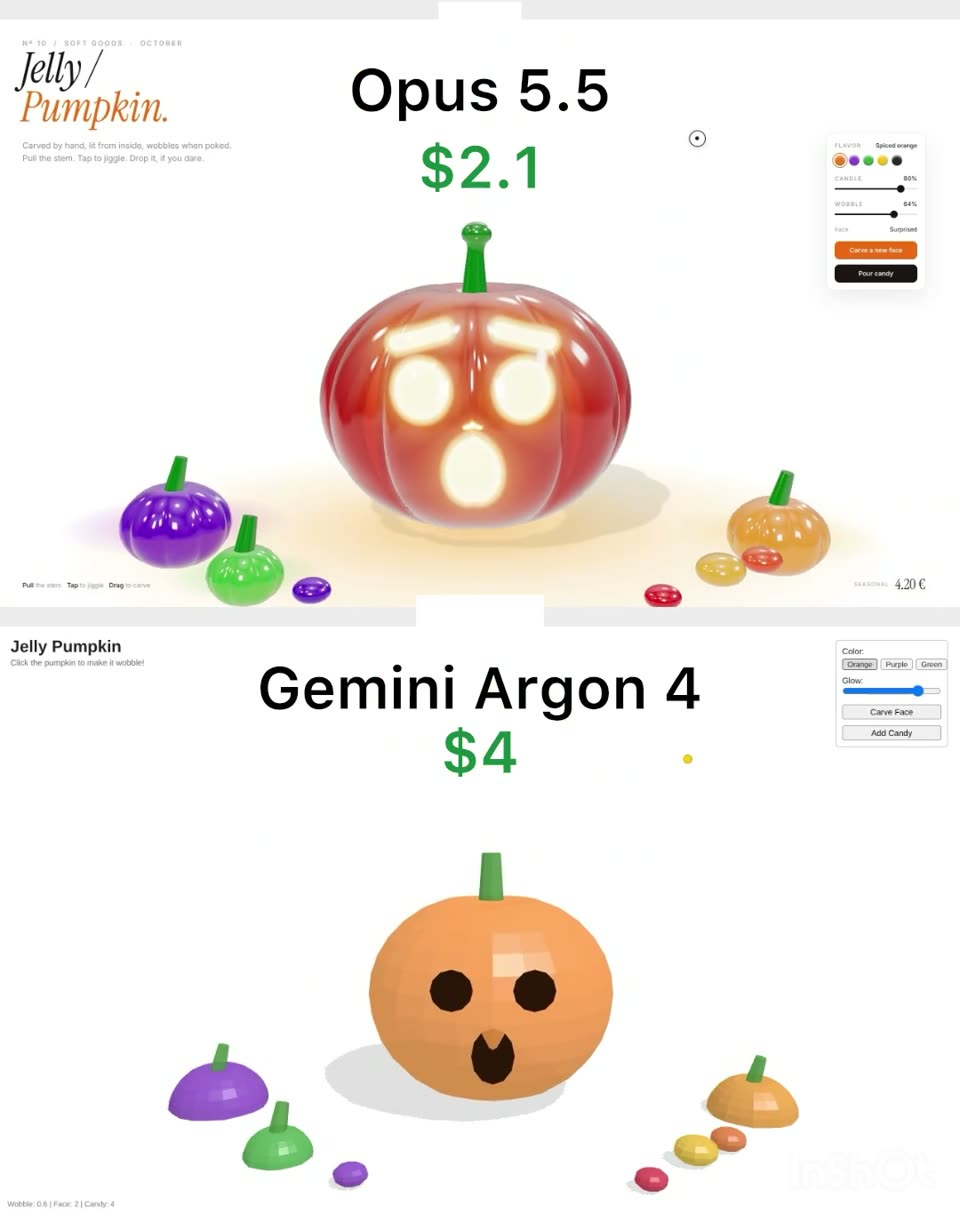 Nº 10 / SOFT GOODS · OCTOBER
Jelly /
Pumpkin.
Carved by hand, lit from inside, wobbles when poked.
Pull the stem. Tap to jiggle. Drop it, if you dare.
Opus 5.5
$2.1
FLAVOR Spiced orange
CANDLE 80%
WOBBLE 64%
Face Surprised
Carve a new face
Pour candy
Pull the stem Tap to jiggle Drag to carve
SEASONAL 4.20 €
Jelly Pumpkin
Click the pumpkin to make it wobble!
Gemini Argon 4
$4
Color:
Orange Purple Green
Glow:
Carve Face
Add Candy
InShOt
Wobble: 0.6 | Face: 2 | Candy: 4